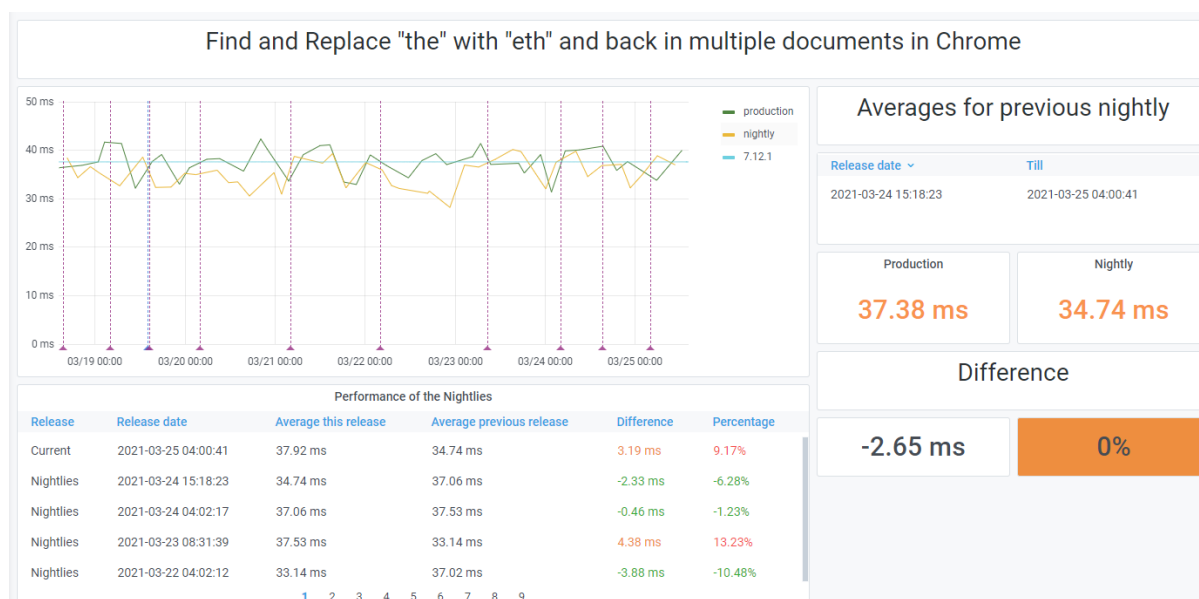 Find and Replace "the" with "eth" and back in multiple documents in Chrome
50 ms
40 ms
30 ms
20 ms
10 ms
0 ms
03/19 00:00
03/20 00:00
03/21 00:00
03/22 00:00
03/23 00:00
03/24 00:00
03/25 00:00
production
nightly
7.12.1
Averages for previous nightly
Release date Till
2021-03-24 15:18:23 2021-03-25 04:00:41
Production
37.38 ms
Nightly
34.74 ms
Difference
-2.65 ms
0%
Performance of the Nightlies
Release Release date Average this release Average previous release Difference Percentage
Current 2021-03-25 04:00:41 37.92 ms 34.74 ms 3.19 ms 9.17%
Nightlies 2021-03-24 15:18:23 34.74 ms 37.06 ms -2.33 ms -6.28%
Nightlies 2021-03-24 04:02:17 37.06 ms 37.53 ms -0.46 ms -1.23%
Nightlies 2021-03-23 08:31:39 37.53 ms 33.14 ms 4.38 ms 13.23%
Nightlies 2021-03-22 04:02:12 33.14 ms 37.02 ms -3.88 ms -10.48%
1 2 3 4 5 6 7 8 9